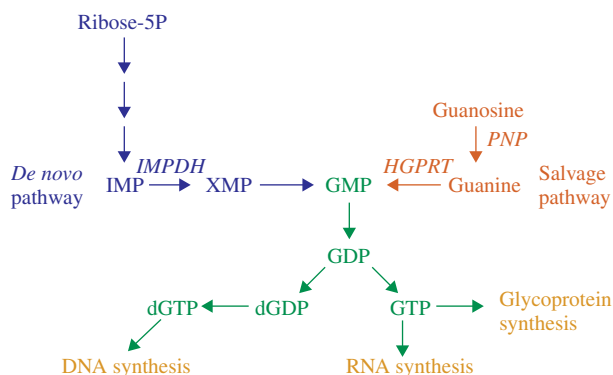 Ribose-5P
Guanosine
PNP
De novo
pathway
IMPDH
IMP
XMP
GMP
HGPRT
Guanine
Salvage
pathway
GDP
dGTP
dGDP
GTP
Glycoprotein
synthesis
DNA synthesis
RNA synthesis